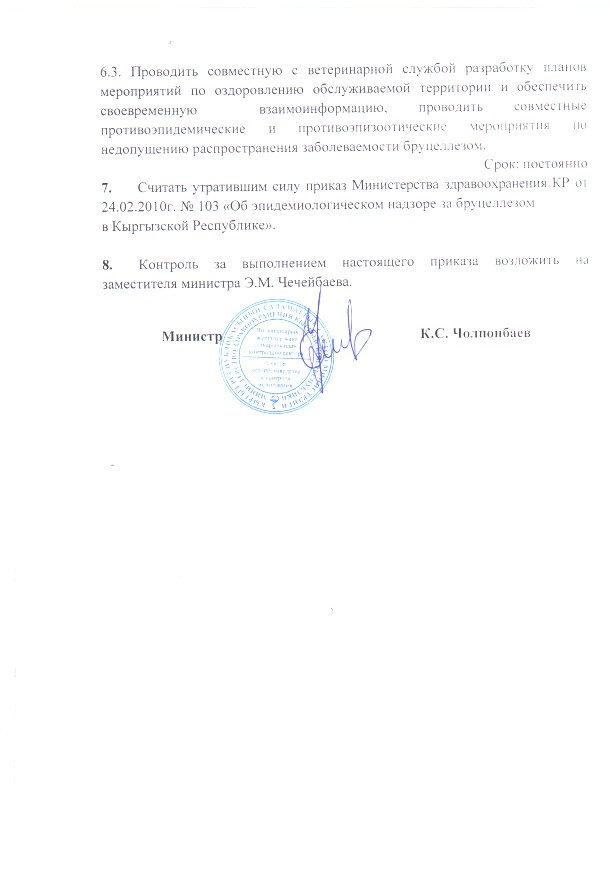 6.3. Проводить совместную с ветеринарной службой разработку планов
мероприятий по оздоровлению обслуживаемой территории и обеспечить
своевременную взаимоинформацию, проводить совместные
противоэпидемические и противоэпизоотические мероприятия по
недопущению распространения заболеваемости бруцеллезом.
Срок: постоянно
7. Считать утратившим силу приказ Министерства здравоохранения КР от
24.02.2010г. № 103 «Об эпидемиологическом надзоре за бруцеллезом
в Кыргызской Республике».
8. Контроль за выполнением настоящего приказа возложить на
заместителя министра Э.М. Чечейбаева.
Министр К.С. Чолпонбаев